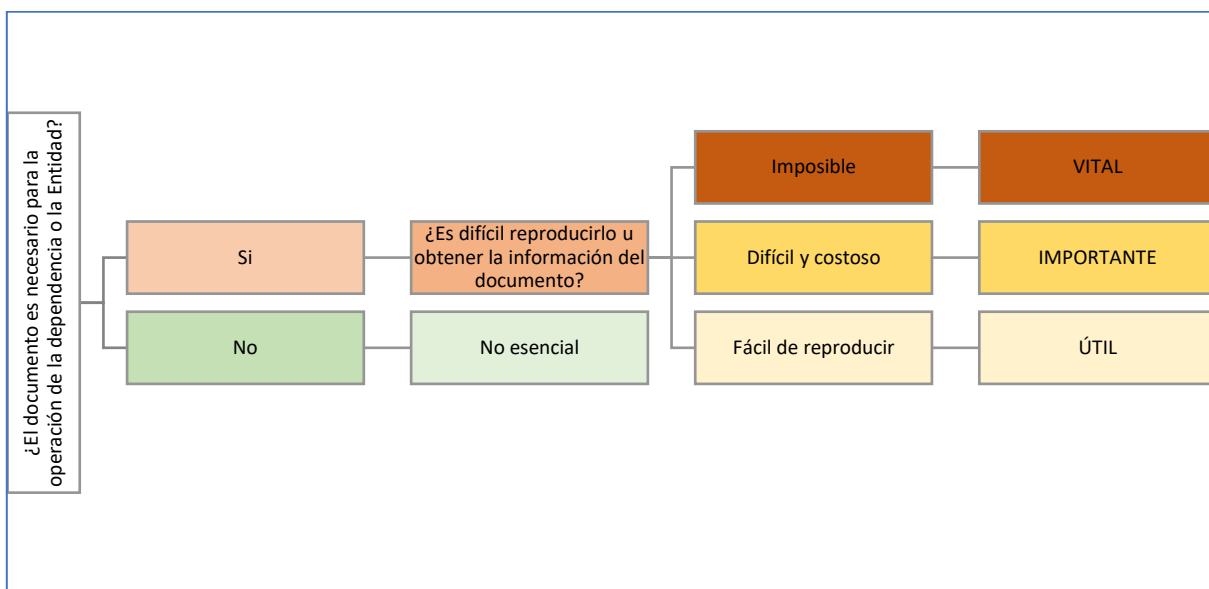 ¿El documento es necesario para la
operación de la dependencia o la Entidad?
Si
¿Es difícil reproducirlo u
obtener la información del
documento?
Imposible
VITAL
Difícil y costoso
IMPORTANTE
Fácil de reproducir
ÚTIL
No
No esencial